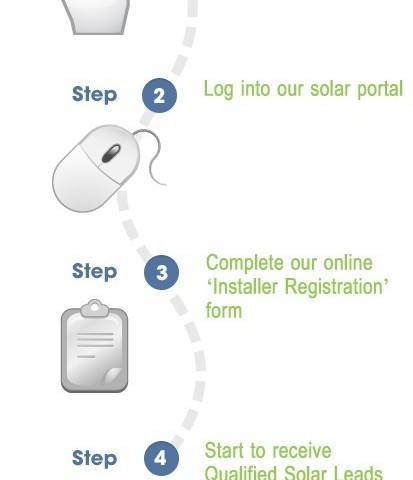 Step 2 Log into our solar portal
Step 3 Complete our online
‘Installer Registration’
form
Step 4 Start to receive
Qualified Solar Leads